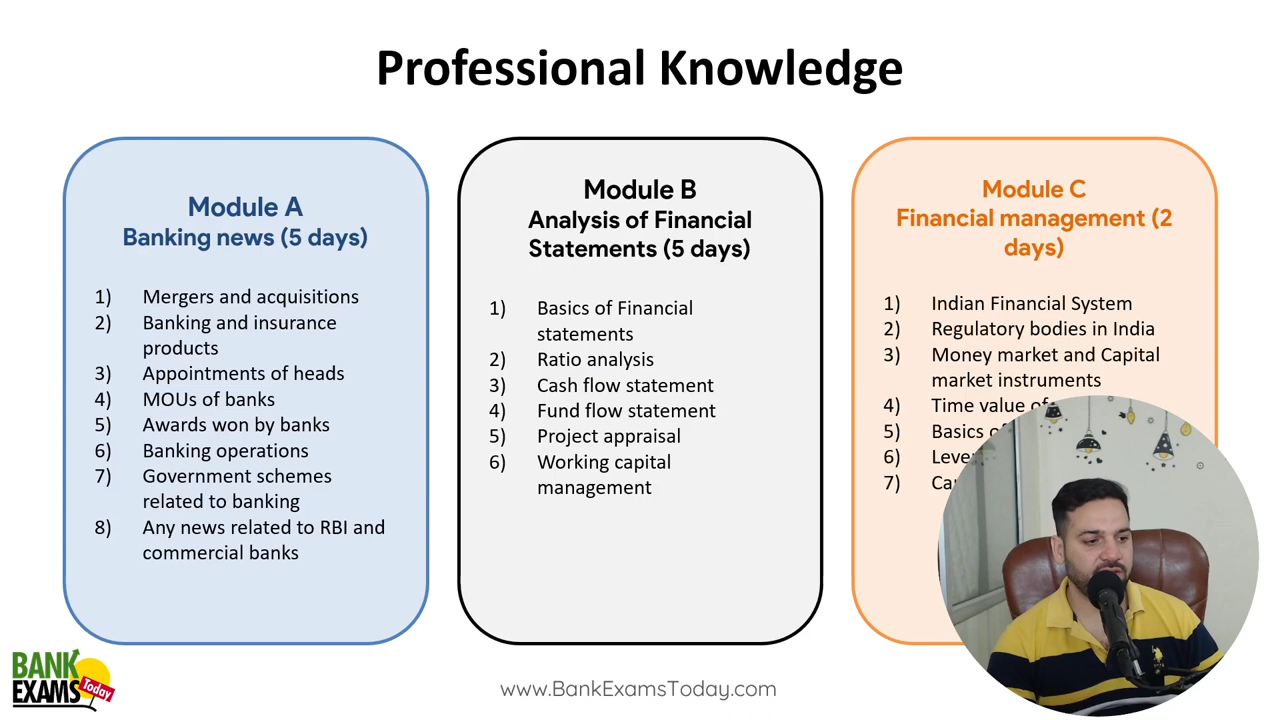 Professional Knowledge
Module A
Banking news (5 days)
1) Mergers and acquisitions
2) Banking and insurance
products
3) Appointments of heads
4) MOUs of banks
5) Awards won by banks
6) Banking operations
7) Government schemes
related to banking
8) Any news related to RBI and
commercial banks
Module B
Analysis of Financial
Statements (5 days)
1) Basics of Financial
statements
2) Ratio analysis
3) Cash flow statement
4) Fund flow statement
5) Project appraisal
6) Working capital
management
Module C
Financial management (2
days)
1) Indian Financial System
2) Regulatory bodies in India
3) Money market and Capital
market instruments
4) Time value of
5) Basics
6)
7)
BANK
EXAMS
Today
www.BankExamsToday.com